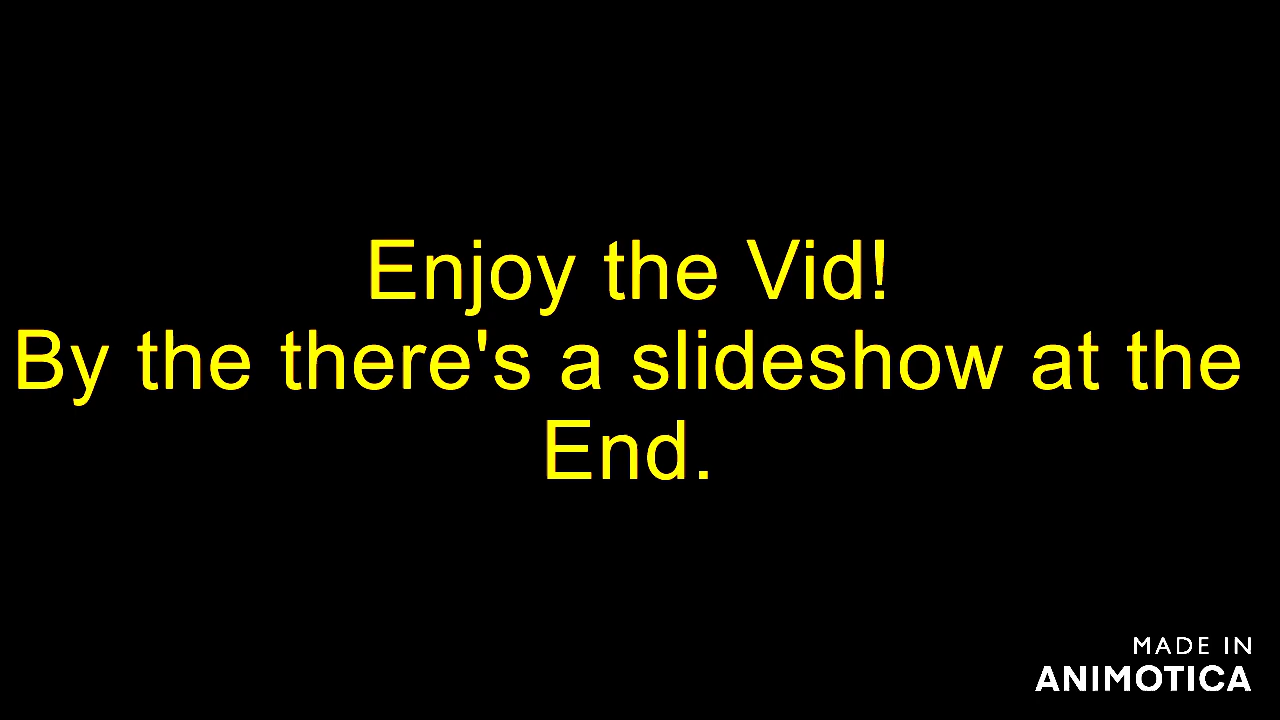 Enjoy the Vid!
By the there's a slideshow at the
End.
MADE IN
ANIMOTICA